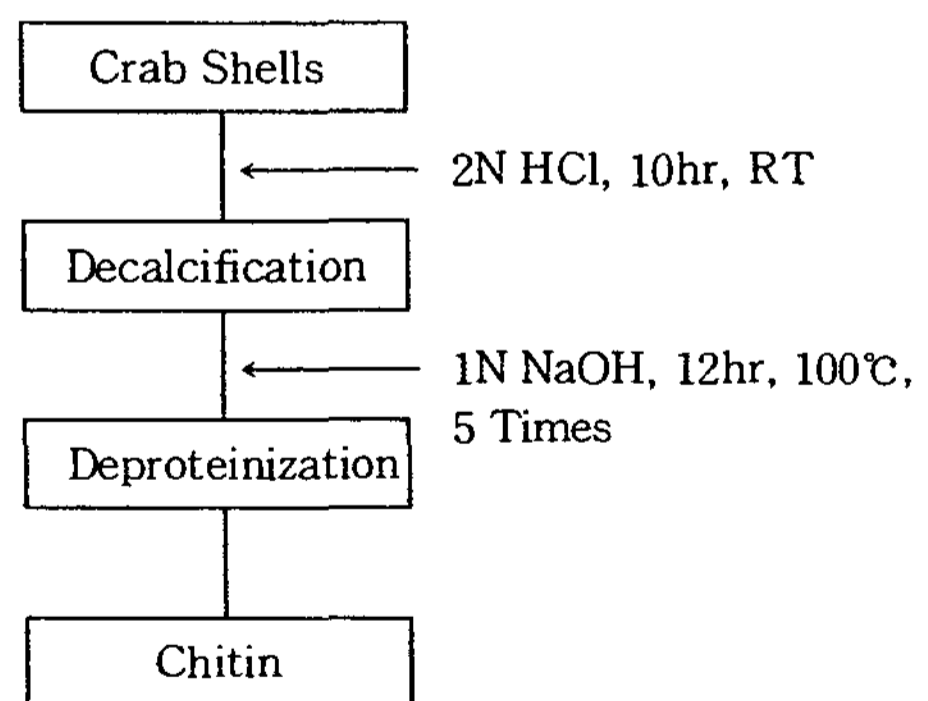 Crab Shells
2N HCl, 10hr, RT
Decalcification
1N NaOH, 12hr, 100℃,
5 Times
Deproteinization
Chitin